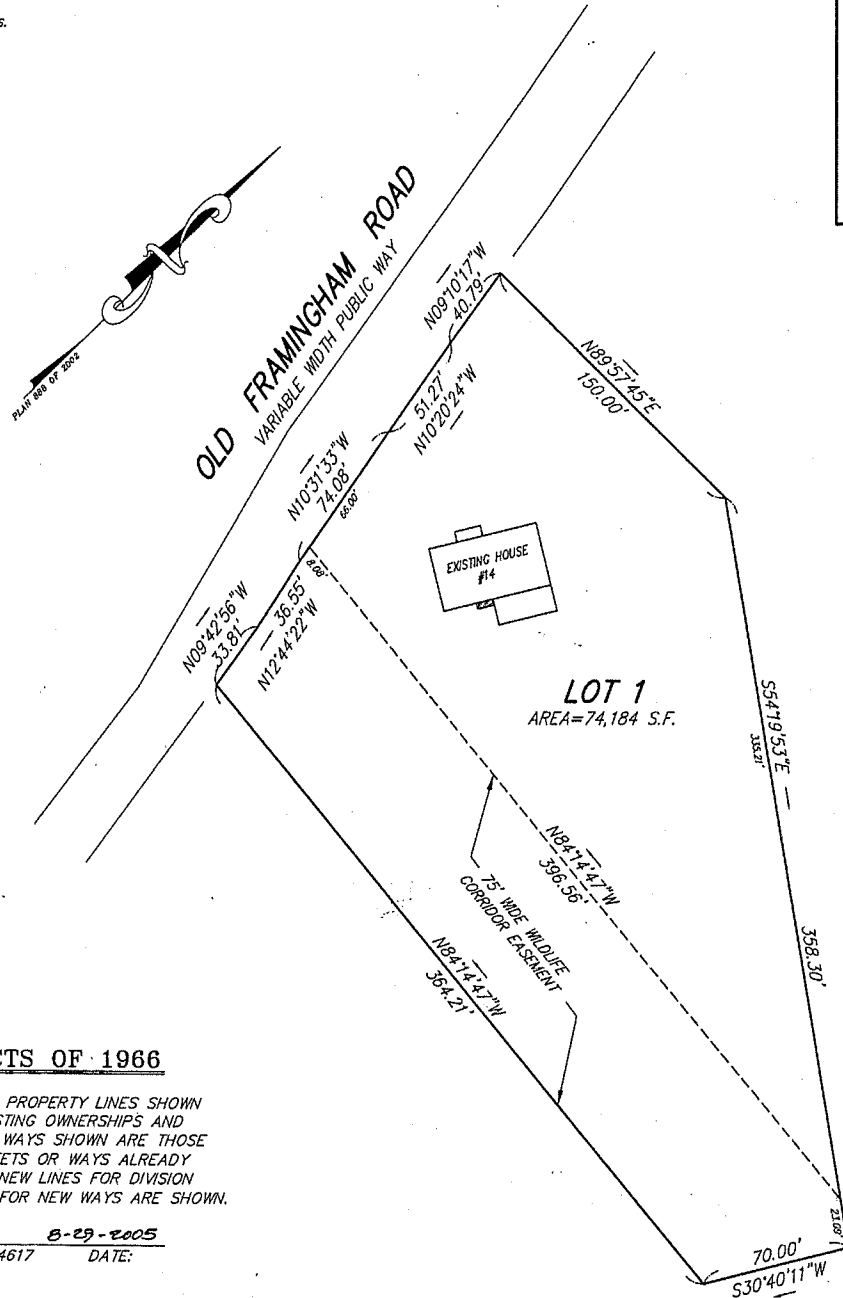 S.
PLAN 888 OF 2002
OLD FRAMINGHAM ROAD
VARIABLE WIDTH PUBLIC WAY
N09°10'17"W
40.79'
51.27'
N10°20'24"W
N10°31'33"W
74.08'
66.00'
8.08'
N09°42'56"W
33.81'
36.55'
N12°44'22"W
N89°57'45"E
150.00'
EXISTING HOUSE
#14
LOT 1
AREA=74,184 S.F.
S54°19'53"E
335.21'
358.30'
N84°14'47"W
396.56'
75' WIDE WILDLIFE
CORRIDOR EASEMENT
N84°14'47"W
364.21'
23.09'
70.00'
S30°40'11"W
CTS OF 1966
PROPERTY LINES SHOWN
STING OWNERSHIPS AND
WAYS SHOWN ARE THOSE
ETS OR WAYS ALREADY
NEW LINES FOR DIVISION
FOR NEW WAYS ARE SHOWN.
8-29-2005
4617 DATE: